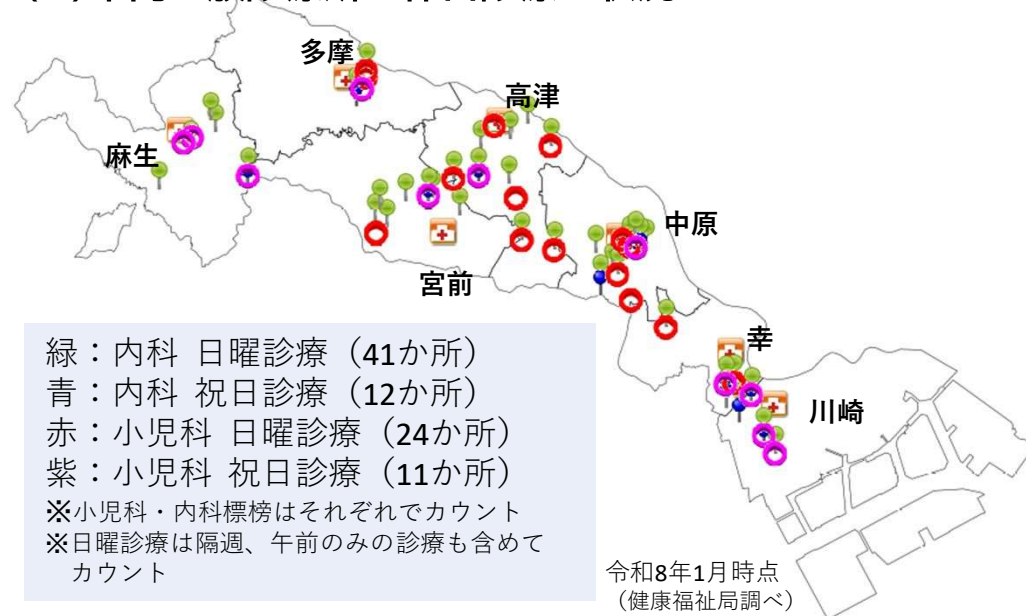 多摩
高津
麻生
中原
宮前
幸
川崎
緑：内科 日曜診療（41か所）
青：内科 祝日診療（12か所）
赤：小児科 日曜診療（24か所）
紫：小児科 祝日診療（11か所）
※小児科・内科標榜はそれぞれでカウント
※日曜診療は隔週、午前のみの診療も含めて
カウント
令和8年1月時点
（健康福祉局調べ）